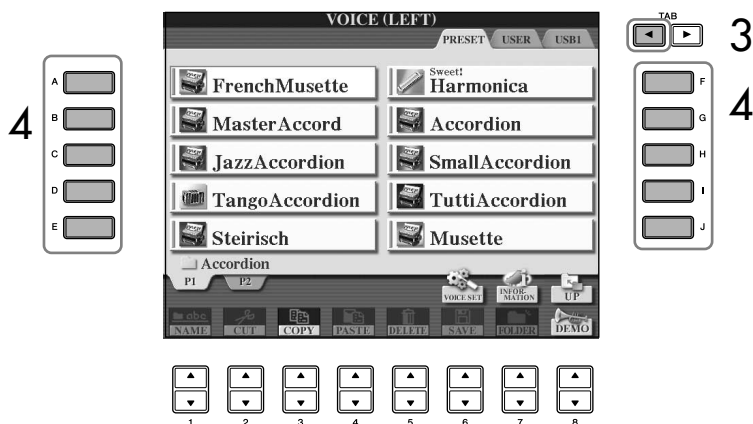 VOICE (LEFT)
PRESET USER USB1
TAB
3
4
4
A
B
C
D
E
F
G
H
I
J
FrenchMusette
Sweet!
Harmonica
MasterAccord
Accordion
JazzAccordion
SmallAccordion
TangoAccordion
TuttiAccordion
Steirisch
Musette
Accordion
P1 P2
VOICE SET
INFOR-
MATION
UP
abc
NAME CUT COPY PASTE DELETE SAVE FOLDER DEMO
1 2 3 4 5 6 7 8